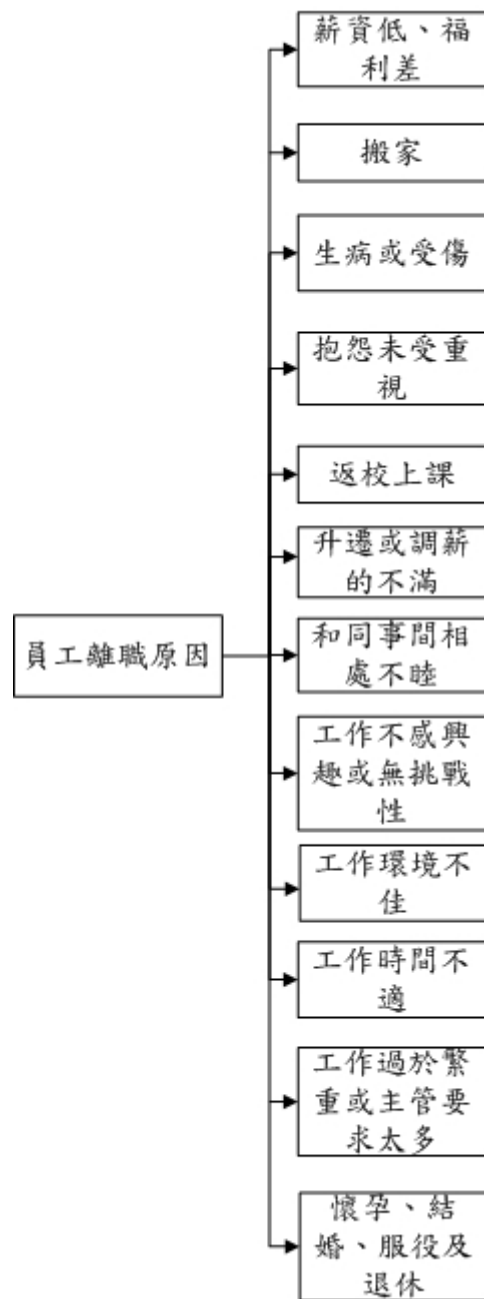 薪資低、福
利差
搬家
生病或受傷
抱怨未受重
視
返校上課
升遷或調薪
的不滿
員工離職原因
和同事間相
處不睦
工作不感興
趣或無挑戰
性
工作環境不
佳
工作時間不
適
工作過於繁
重或主管要
求太多
懷孕、結
婚、服役及
退休